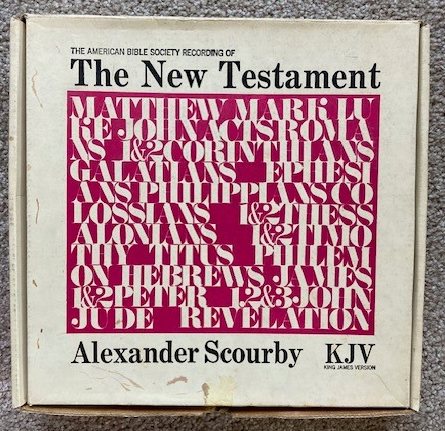 THE AMERICAN BIBLE SOCIETY RECORDING OF
The New Testament
MATTHEW MARK LU
KE JOHN ACTS ROMA
NS 1&2 CORINTHIANS
GALATIANS EPHESI
ANS PHILIPPIANS CO
LOSSIANS 1&2 THESS
ALONIANS 1&2 TIMO
THY TITUS PHILEM
ON HEBREWS JAMES
1&2 PETER 1,2&3 JOHN
JUDE REVELATION
Alexander Scourby KJV
KING JAMES VERSION